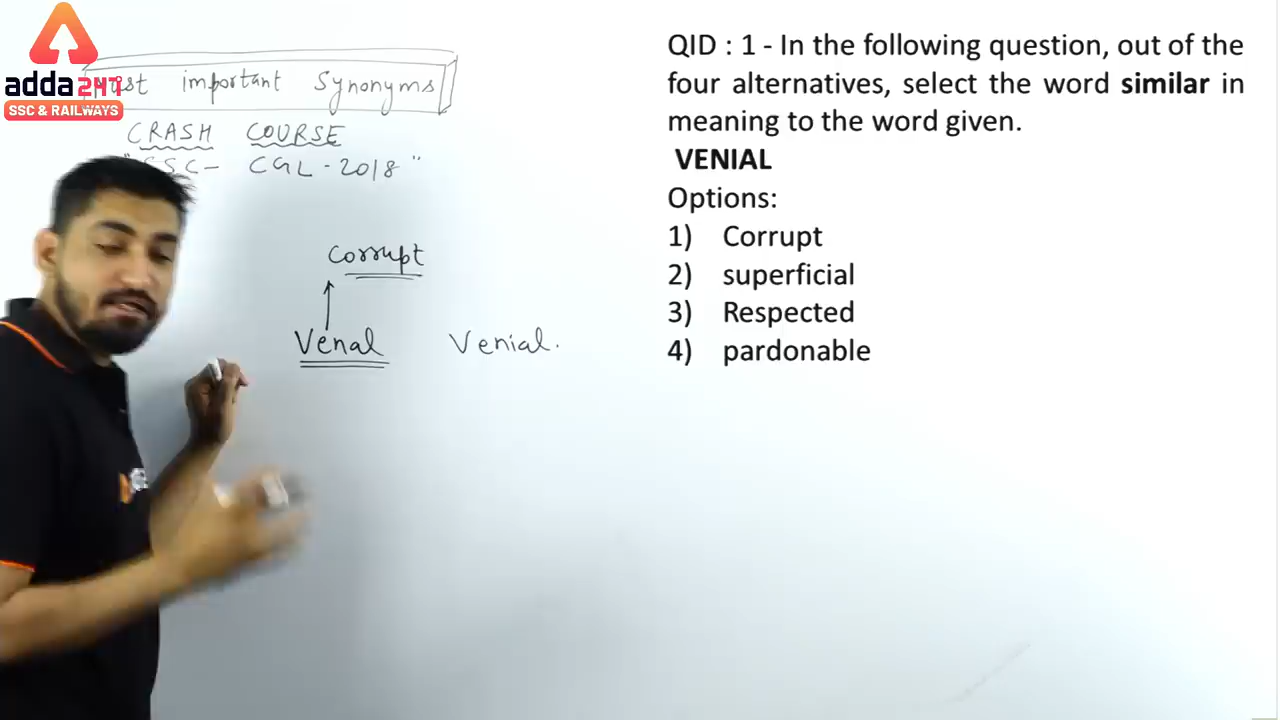 adda247
SSC & RAILWAYS
important Synonyms
CRASH COURSE
CGL-2018"
Corrupt
Venal Venial.
QID : 1 - In the following question, out of the
four alternatives, select the word similar in
meaning to the word given.
VENIAL
Options:
1) Corrupt
2) superficial
3) Respected
4) pardonable